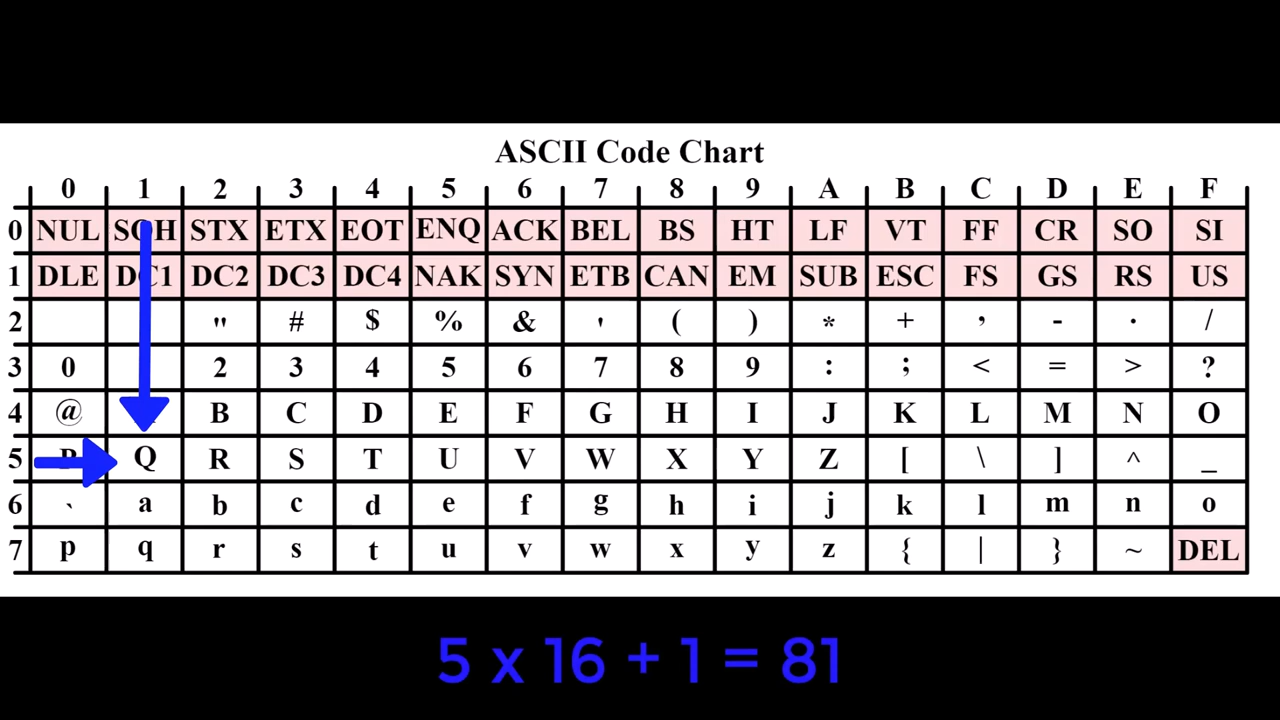 ASCII Code Chart
0 1 2 3 4 5 6 7 8 9 A B C D E F
0 NUL SOH STX ETX EOT ENQ ACK BEL BS HT LF VT FF CR SO SI
1 DLE DC1 DC2 DC3 DC4 NAK SYN ETB CAN EM SUB ESC FS GS RS US
2 " # $ % & ' ( ) * + , - . /
3 0 2 3 4 5 6 7 8 9 : ; < = > ?
4 @ B C D E F G H I J K L M N O
5 P Q R S T U V W X Y Z [ \ ] ^ _
6 ` a b c d e f g h i j k l m n o
7 p q r s t u v w x y z { | } ~ DEL
5 x 16 + 1 = 81